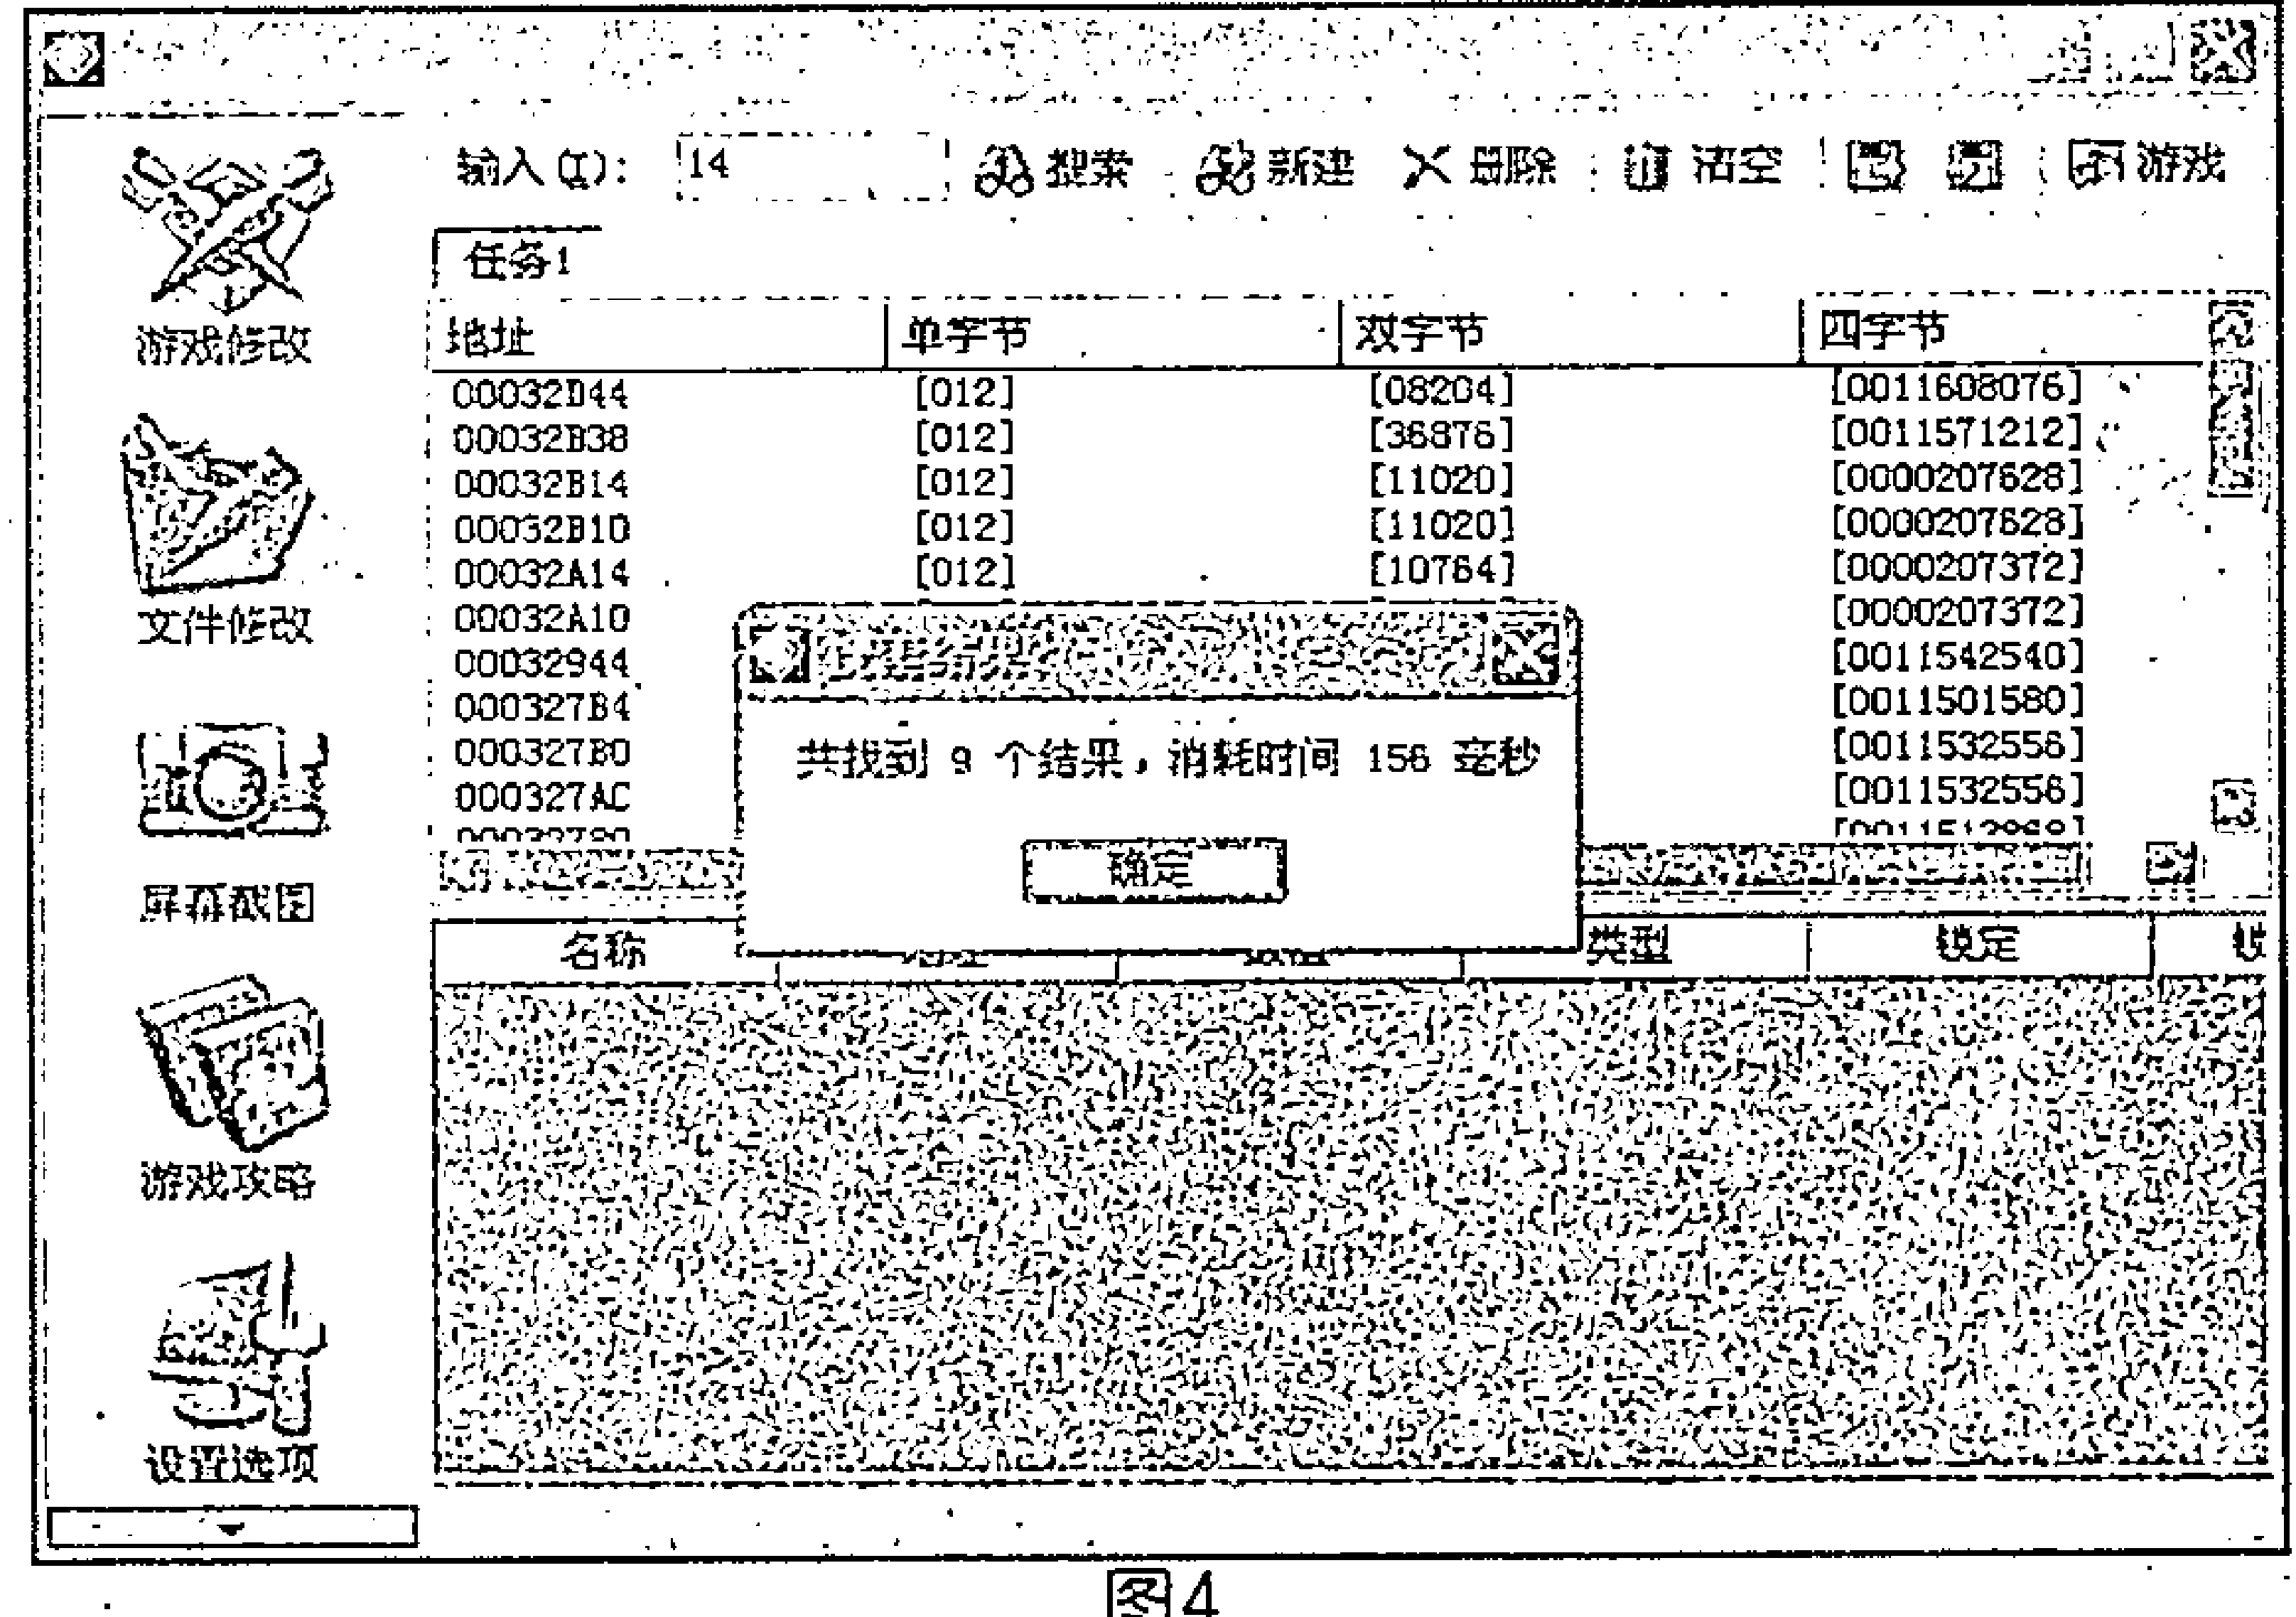 输入(I): 14 搜索 新建 删除 清空 游戏
任务1
地址 单字节 双字节 四字节
00032D44 [012] [08204] [0011608076]
00032B38 [012] [36876] [0011571212]
00032B14 [012] [11020] [0000207628]
00032B10 [012] [11020] [0000207628]
00032A14 [012] [10764] [0000207372]
00032A10 [0000207372]
00032944 [0011542540]
000327B4 [0011501580]
000327B0 [0011532556]
000327AC [0011532556]
搜索结果
共找到 9 个结果，消耗时间 156 毫秒
确定
名称 类型 锁定
游戏修改
文件修改
屏幕截图
游戏攻略
设置选项
图4